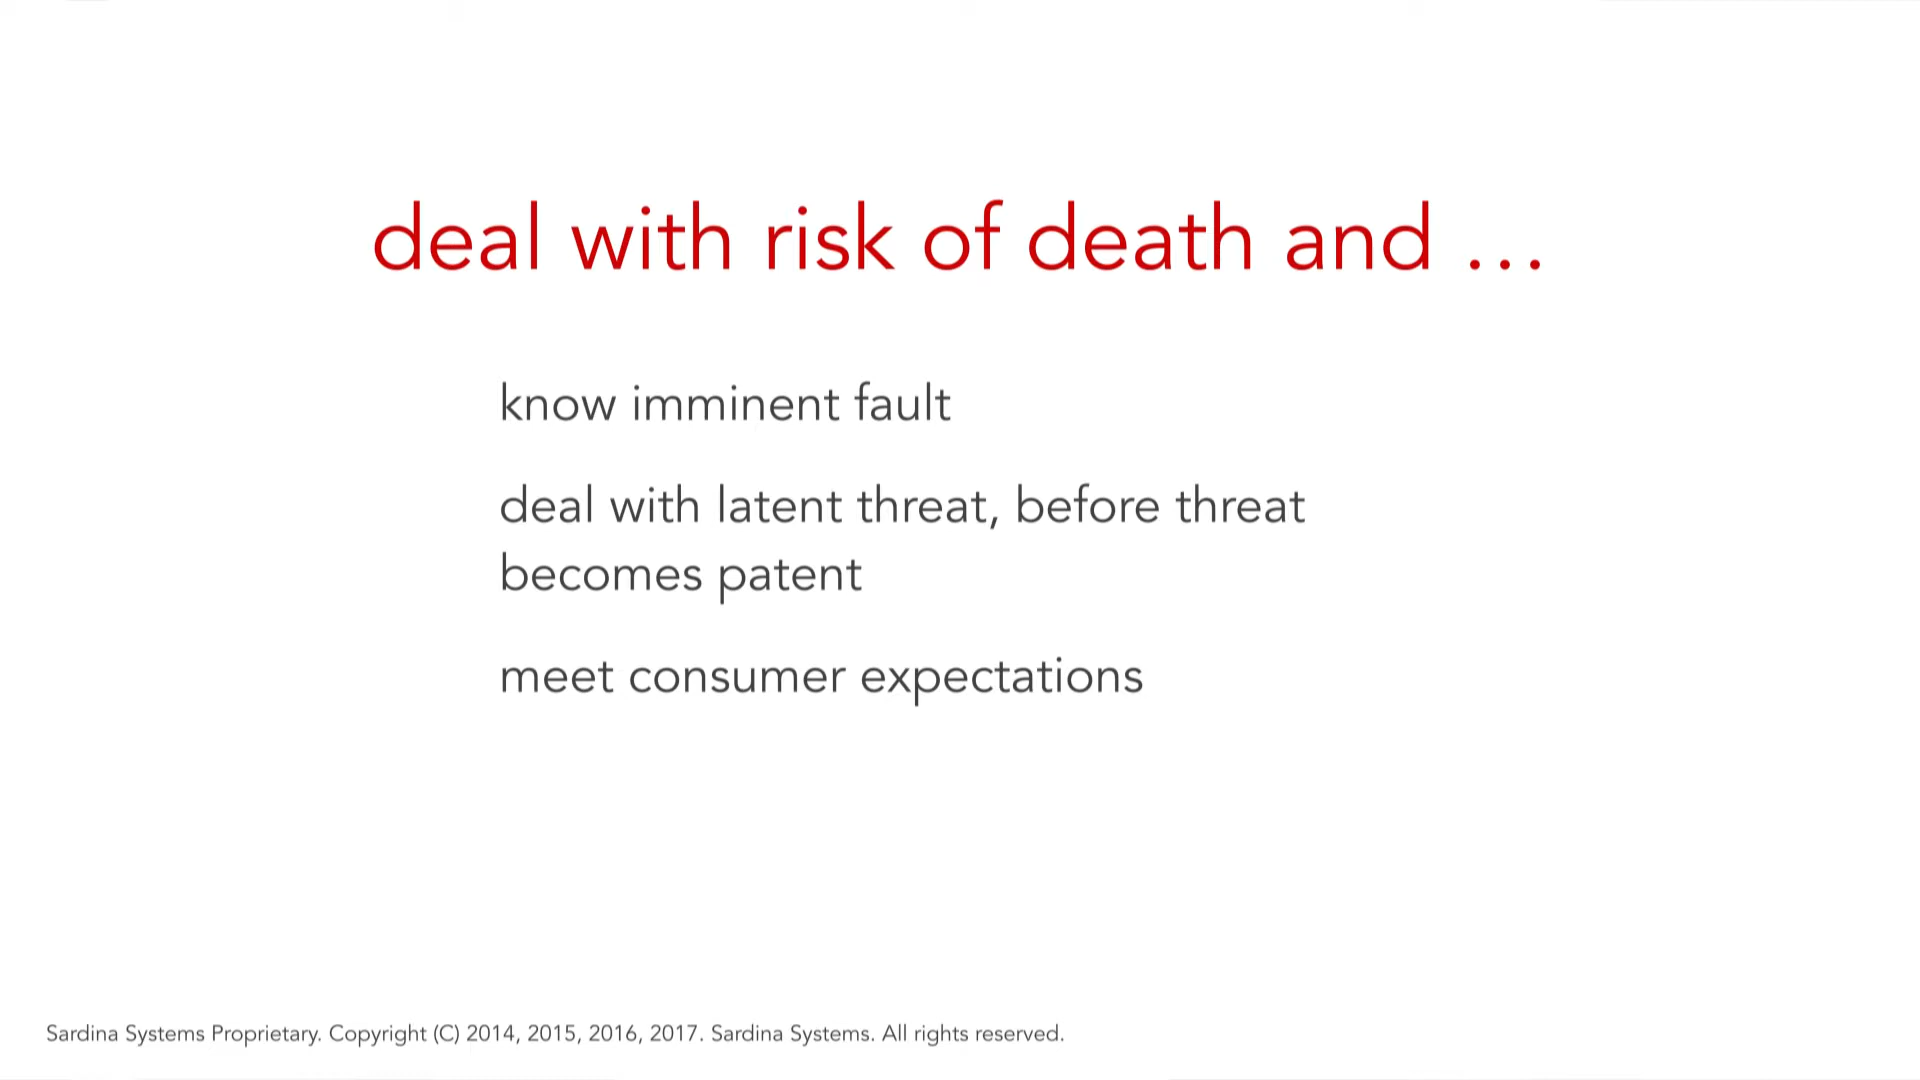 deal with risk of death and …
know imminent fault
deal with latent threat, before threat
becomes patent
meet consumer expectations
Sardina Systems Proprietary. Copyright (C) 2014, 2015, 2016, 2017. Sardina Systems. All rights reserved.